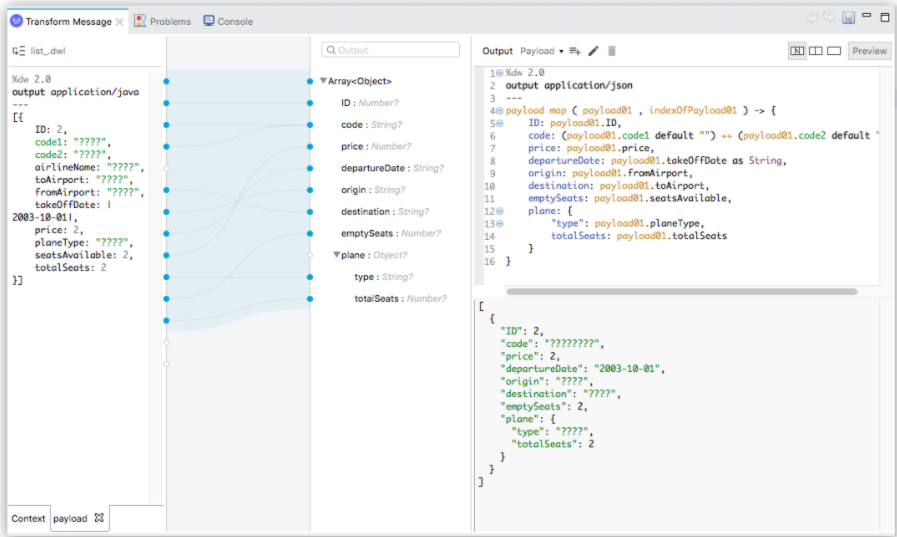 Transform Message
Problems
Console
list_.dwl
%dw 2.0
output application/java
---
[{
ID: 2,
code1: "????",
code2: "????",
airlineName: "????",
toAirport: "????",
fromAirport: "????",
takeOffDate: |
2003-10-01|,
price: 2,
planeType: "????",
seatsAvailable: 2,
totalSeats: 2
}]
Context
payload
Output
Array<Object>
ID : Number?
code : String?
price : Number?
departureDate : String?
origin : String?
destination : String?
emptySeats : Number?
plane : Object?
type : String?
totalSeats : Number?
Output Payload
Preview
1 %dw 2.0
2 output application/json
3 ---
4 payload map ( payload01 , indexOfPayload01 ) -> {
5 ID: payload01.ID,
6 code: (payload01.code1 default "") ++ (payload01.code2 default "
7 price: payload01.price,
8 departureDate: payload01.takeOffDate as String,
9 origin: payload01.fromAirport,
10 destination: payload01.toAirport,
11 emptySeats: payload01.seatsAvailable,
12 plane: {
13 "type": payload01.planeType,
14 totalSeats: payload01.totalSeats
15 }
16 }
[
{
"ID": 2,
"code": "????????",
"price": 2,
"departureDate": "2003-10-01",
"origin": "????",
"destination": "????",
"emptySeats": 2,
"plane": {
"type": "????",
"totalSeats": 2
}
}
]